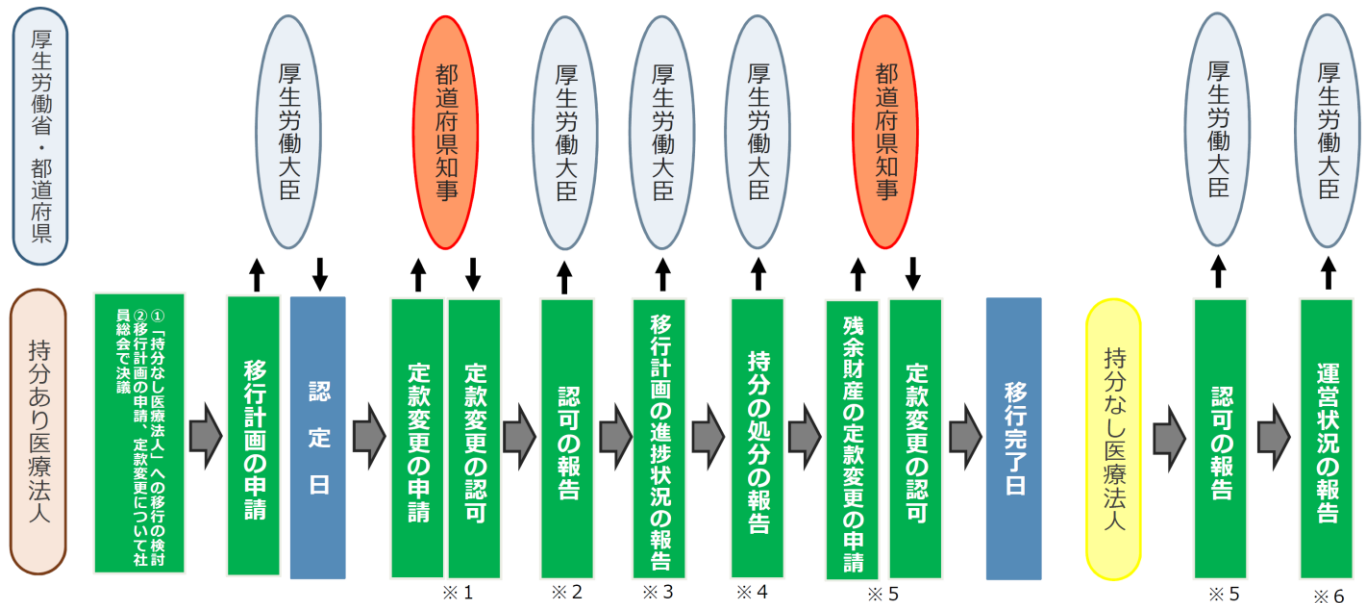 厚生労働省・都道府県
厚生労働大臣
都道府県知事
厚生労働大臣
厚生労働大臣
厚生労働大臣
都道府県知事
厚生労働大臣
厚生労働大臣
持分あり医療法人
①「持分なし医療法人」への移行の検討
②移行計画の申請、定款変更について社
員総会で決議
移行計画の申請
認定日
定款変更の申請
定款変更の認可
認可の報告
移行計画の進捗状況の報告
持分の処分の報告
残余財産の定款変更の申請
定款変更の認可
移行完了日
持分なし医療法人
認可の報告
運営状況の報告
※1
※2
※3
※4
※5
※5
※6